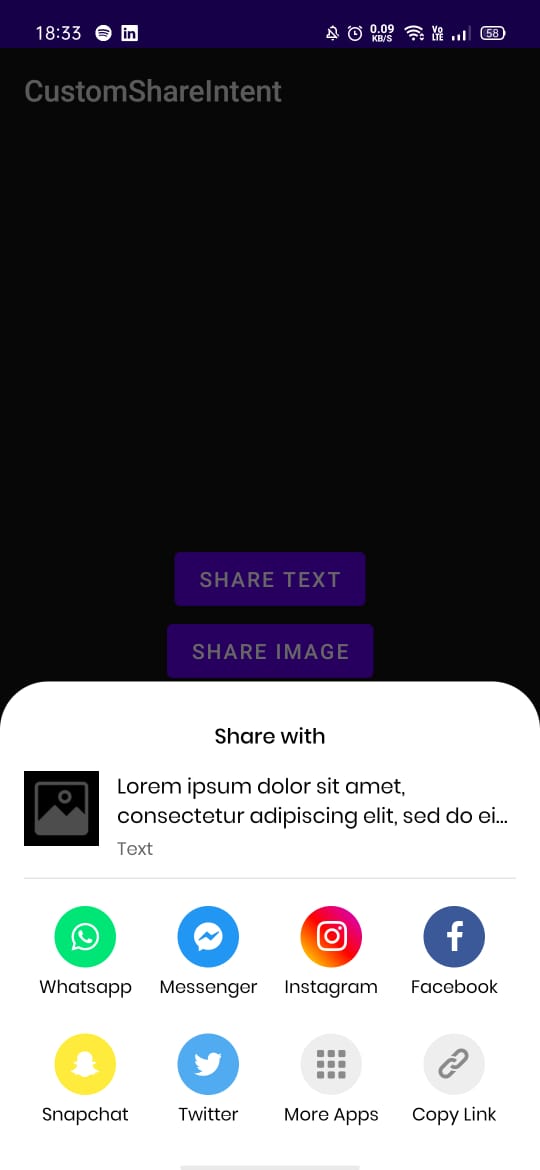 18:33 in 0.09 KB/S Vo LTE 58
CustomShareIntent
SHARE TEXT
SHARE IMAGE
Share with
Lorem ipsum dolor sit amet,
consectetur adipiscing elit, sed do ei...
Text
Whatsapp Messenger Instagram Facebook
Snapchat Twitter More Apps Copy Link